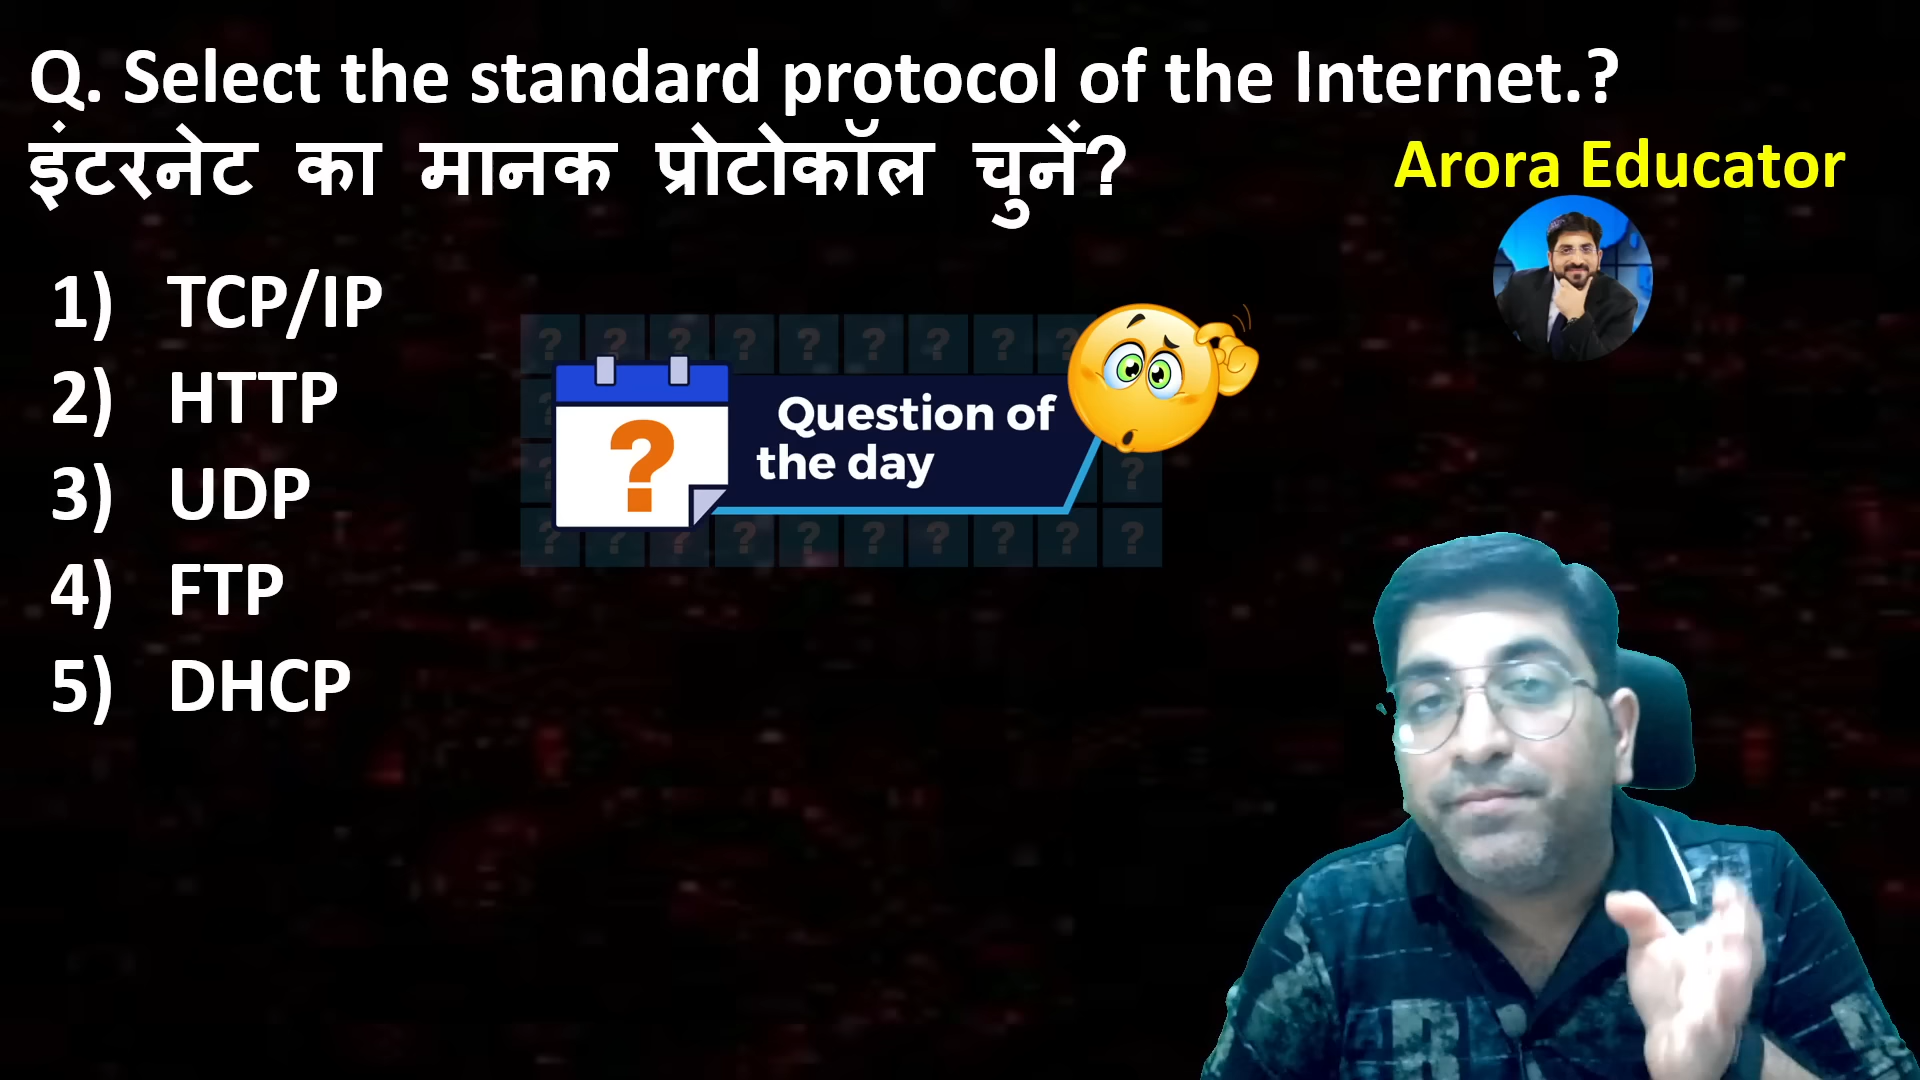 Q. Select the standard protocol of the Internet.?
इंटरनेट का मानक प्रोटोकॉल चुनें?
Arora Educator
1) TCP/IP
2) HTTP
3) UDP
4) FTP
5) DHCP
?
Question of
the day